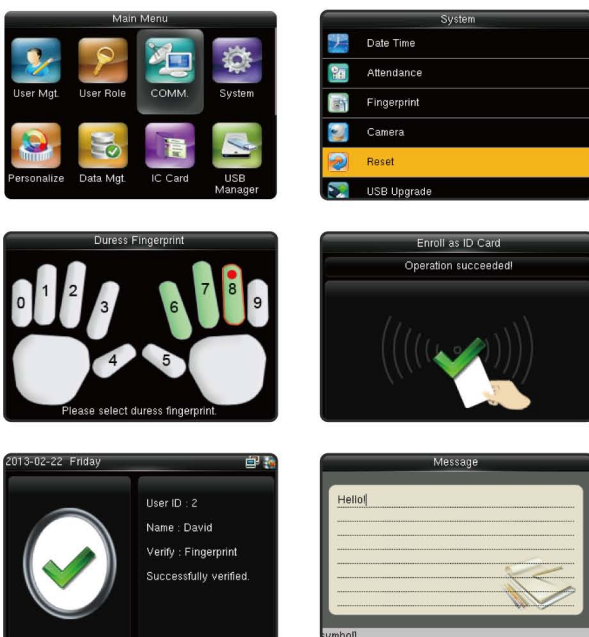 Main Menu
User Mgt.
User Role
COMM.
System
Personalize
Data Mgt.
IC Card
USB
Manager
System
Date Time
Attendance
Fingerprint
Camera
Reset
USB Upgrade
Duress Fingerprint
0
1
2
3
4
5
6
7
8
9
Please select duress fingerprint.
Enroll as ID Card
Operation succeeded!
2013-02-22 Friday
User ID : 2
Name : David
Verify : Fingerprint
Successfully verified.
Message
Hello!
symbol]